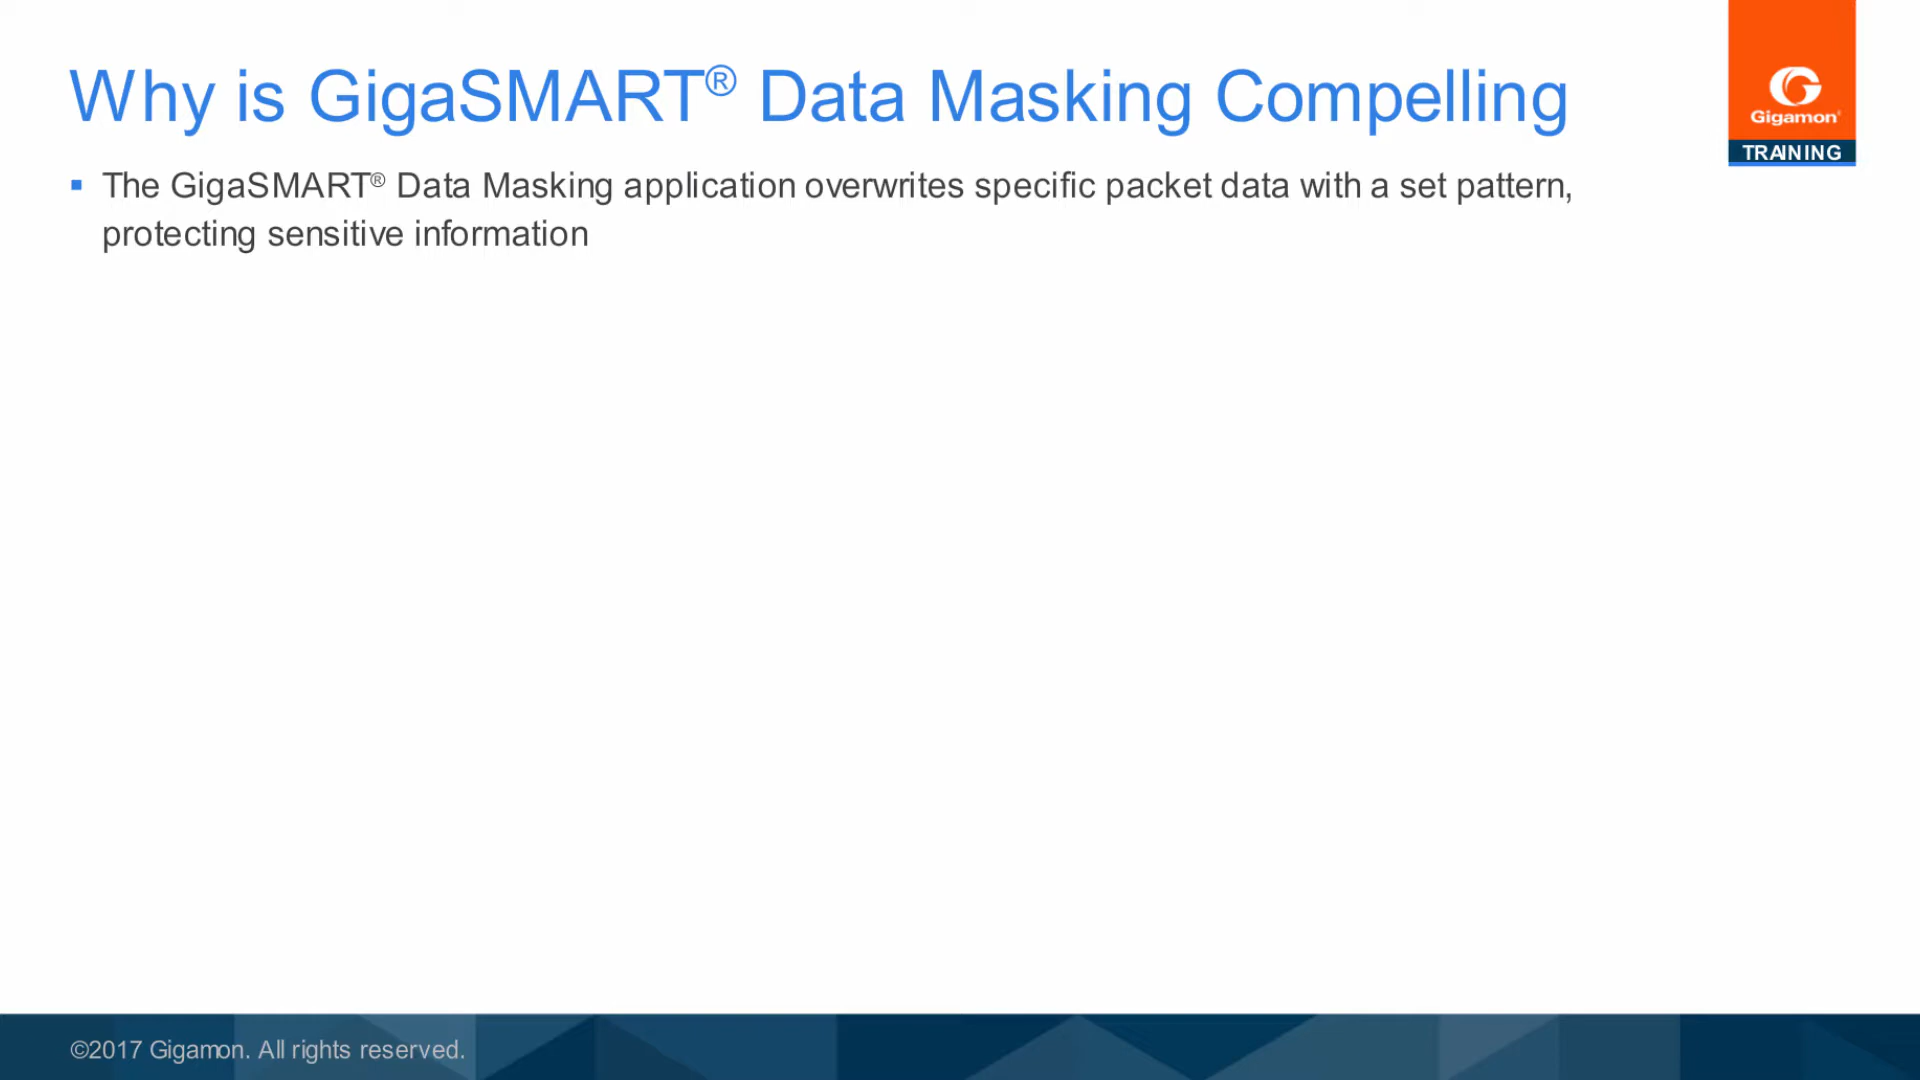 Why is GigaSMART® Data Masking Compelling
Gigamon®
TRAINING
▪ The GigaSMART® Data Masking application overwrites specific packet data with a set pattern,
protecting sensitive information
©2017 Gigamon. All rights reserved.